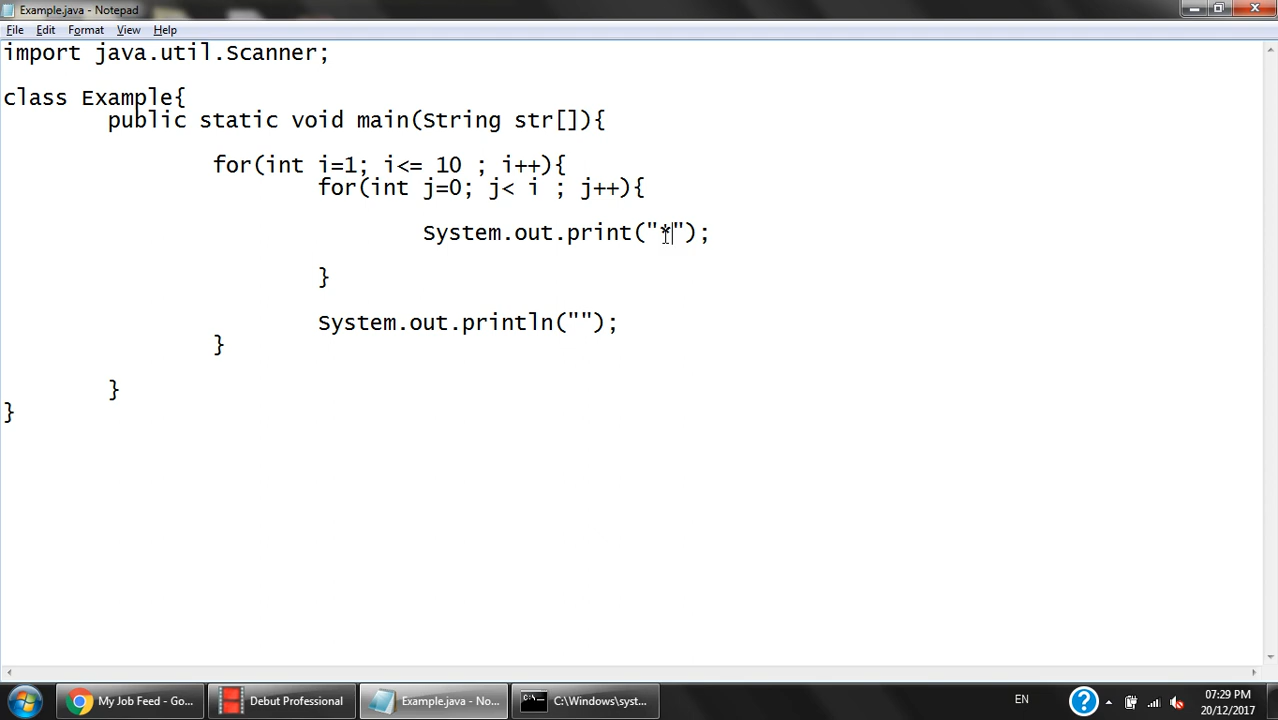 Example.java - Notepad
File Edit Format View Help
import java.util.Scanner;
class Example{
public static void main(String str[]){
for(int i=1; i<= 10 ; i++){
for(int j=0; j< i ; j++){
System.out.print("*");
}
System.out.println("");
}
}
}
My Job Feed - Go...
Debut Professional
Example.java - No...
C:\Windows\syst...
EN
07:29 PM
20/12/2017